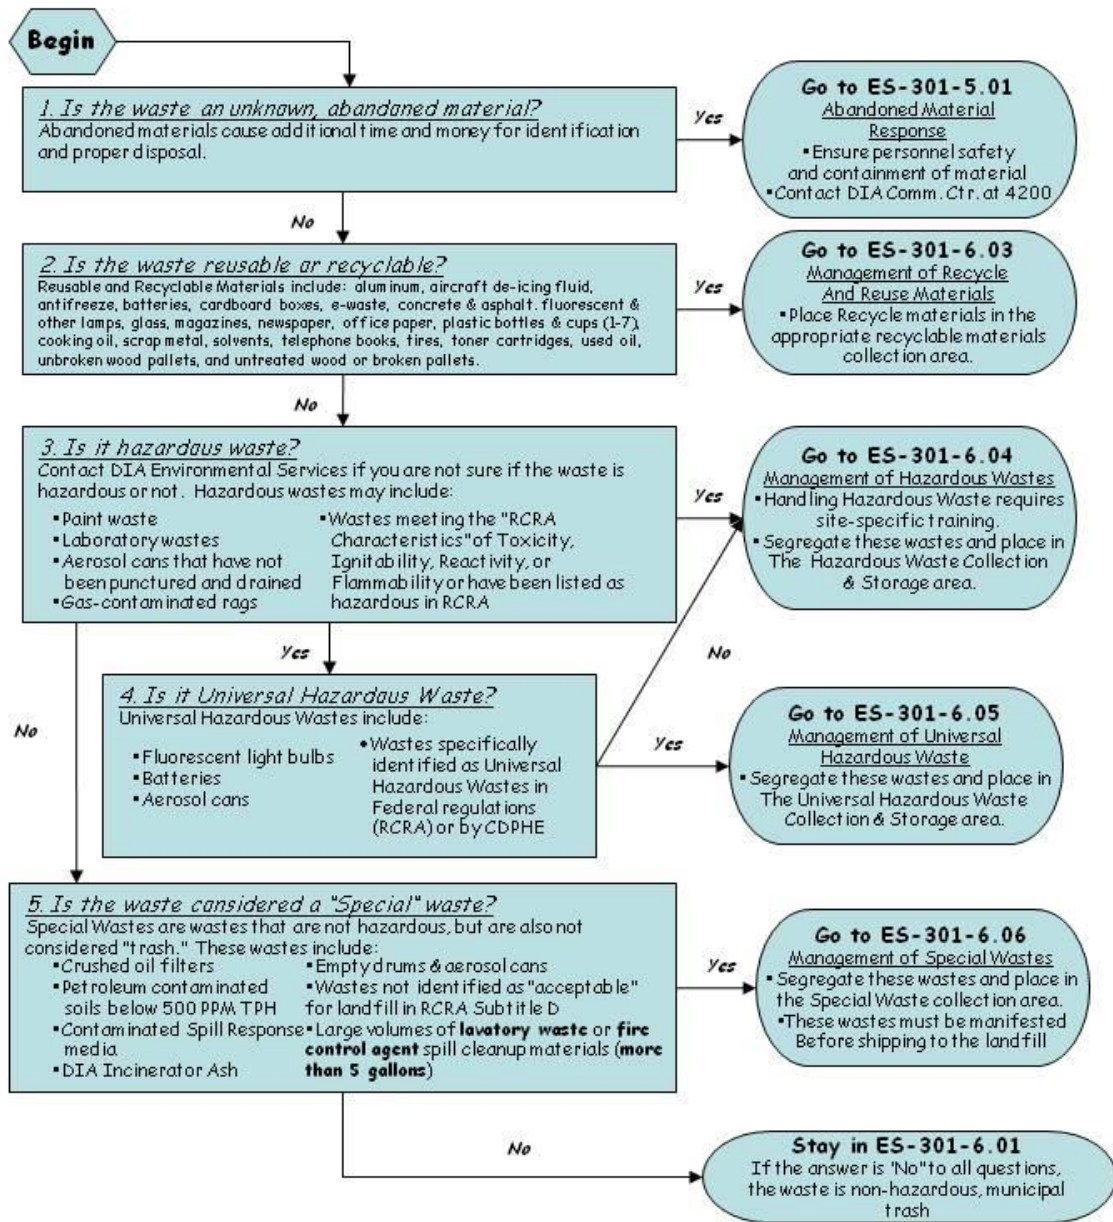 Begin
1. Is the waste an unknown, abandoned material?
Abandoned materials cause additional time and money for identification
and proper disposal.
Yes
Go to ES-301-5.01
Abandoned Material
Response
▪Ensure personnel safety
and containment of material
▪Contact DIA Comm. Ctr. at 4200
No
2. Is the waste reusable or recyclable?
Reusable and Recyclable Materials include: aluminum, aircraft de-icing fluid,
antifreeze, batteries, cardboard boxes, e-waste, concrete & asphalt. fluorescent &
other lamps, glass, magazines, newspaper, office paper, plastic bottles & cups (1-7),
cooking oil, scrap metal, solvents, telephone books, tires, toner cartridges, used oil,
unbroken wood pallets, and untreated wood or broken pallets.
Yes
Go to ES-301-6.03
Management of Recycle
And Reuse Materials
▪Place Recycle materials in the
appropriate recyclable materials
collection area.
No
3. Is it hazardous waste?
Contact DIA Environmental Services if you are not sure if the waste is
hazardous or not. Hazardous wastes may include:
▪Paint waste
▪Laboratory wastes
▪Aerosol cans that have not
been punctured and drained
▪Gas-contaminated rags
▪Wastes meeting the "RCRA
Characteristics" of Toxicity,
Ignitability, Reactivity, or
Flammability or have been listed as
hazardous in RCRA
Yes
Go to ES-301-6.04
Management of Hazardous Wastes
▪Handling Hazardous Waste requires
site-specific training.
▪Segregate these wastes and place in
The Hazardous Waste Collection
& Storage area.
Yes
No
4. Is it Universal Hazardous Waste?
Universal Hazardous Wastes include:
▪Fluorescent light bulbs
▪Batteries
▪Aerosol cans
•Wastes specifically
identified as Universal
Hazardous Wastes in
Federal regulations
(RCRA) or by CDPHE
No
Yes
Go to ES-301-6.05
Management of Universal
Hazardous Waste
▪Segregate these wastes and place in
The Universal Hazardous Waste
Collection & Storage area.
5. Is the waste considered a "Special" waste?
Special Wastes are wastes that are not hazardous, but are also not
considered "trash." These wastes include:
▪Crushed oil filters
▪Petroleum contaminated
soils below 500 PPM TPH
▪Contaminated Spill Response
media
▪DIA Incinerator Ash
▪Empty drums & aerosol cans
▪Wastes not identified as "acceptable"
for landfill in RCRA Subtitle D
▪Large volumes of lavatory waste or fire
control agent spill cleanup materials (more
than 5 gallons)
Yes
Go to ES-301-6.06
Management of Special Wastes
▪Segregate these wastes and place in
the Special Waste collection area.
▪These wastes must be manifested
Before shipping to the landfill
No
Stay in ES-301-6.01
If the answer is "No" to all questions,
the waste is non-hazardous, municipal
trash